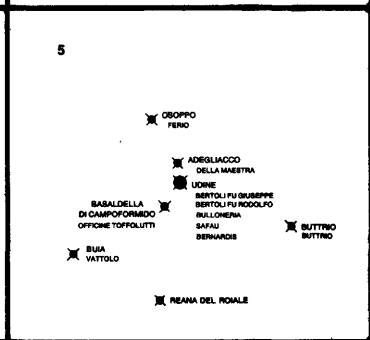 5
OSOPPO
FERIO
ADEGLIACCO
DELLA MAESTRA
UDINE
BERTOLI FU GIUSEPPE
BERTOLI FU RODOLFO
BULLONERIA
SAFAU
BERNARDIS
BASALDELLA
DI CAMPOFORMIDO
OFFICINE TOFFOLUTTI
BUTTRIO
BUTTRIO
BUIA
VATTOLO
REANA DEL ROIALE